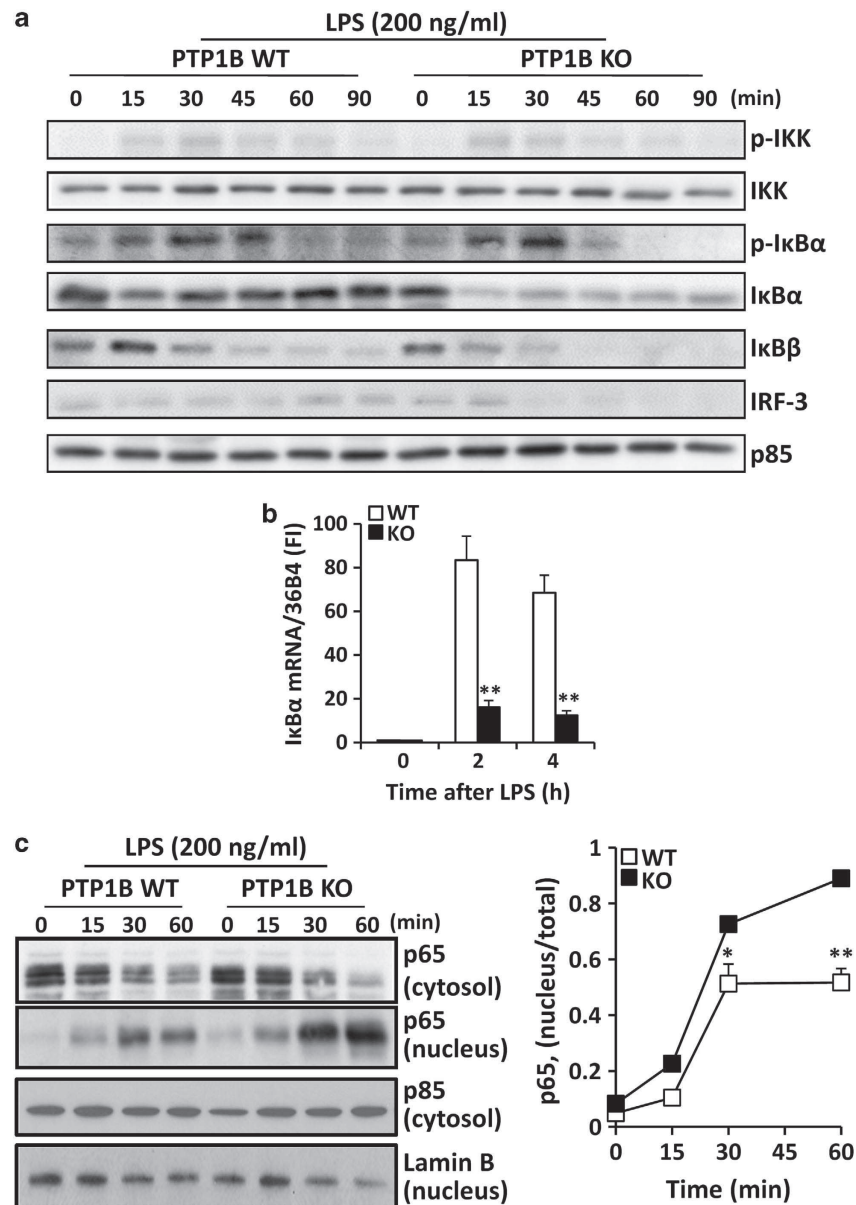 a
LPS (200 ng/ml)
PTP1B WT PTP1B KO
0 15 30 45 60 90 0 15 30 45 60 90 (min)
p-IKK
IKK
p-IκBα
IκBα
IκBβ
IRF-3
p85
b
WT
KO
IκBα mRNA/36B4 (FI)
100
80
60
40
20
0
** **
0 2 4
Time after LPS (h)
c
LPS (200 ng/ml)
PTP1B WT PTP1B KO
0 15 30 60 0 15 30 60 (min)
p65
(cytosol)
p65
(nucleus)
p85
(cytosol)
Lamin B
(nucleus)
WT
KO
p65, (nucleus/total)
1
0.8
0.6
0.4
0.2
0
* **
0 15 30 45 60
Time (min)